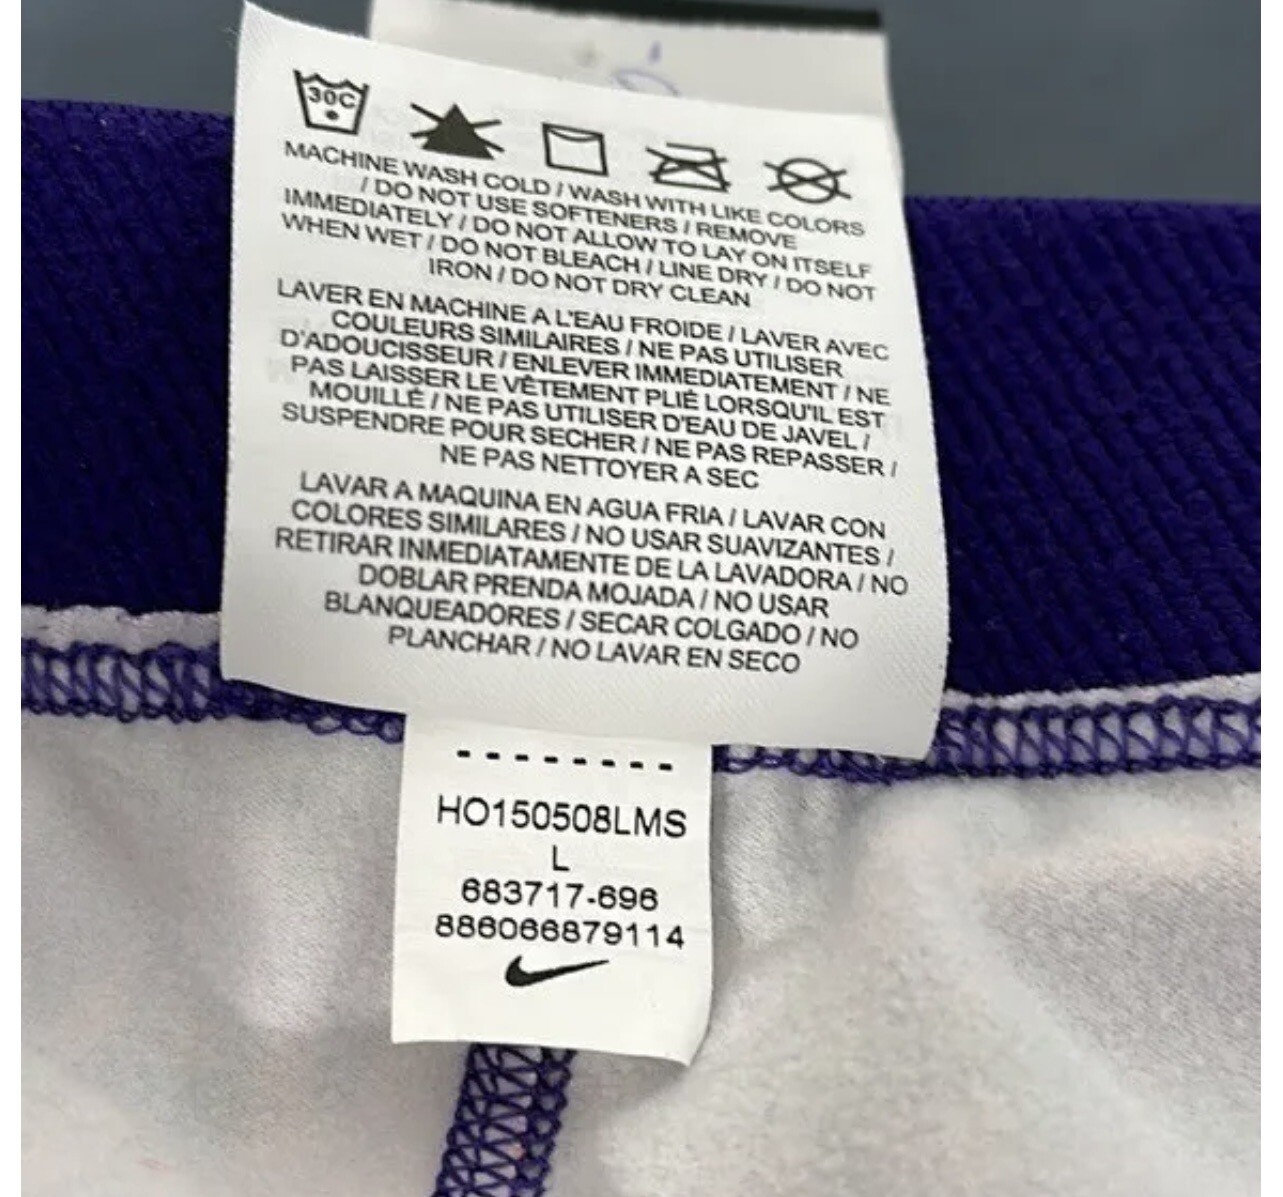 30C
MACHINE WASH COLD / WASH WITH LIKE COLORS
/ DO NOT USE SOFTENERS / REMOVE
IMMEDIATELY / DO NOT ALLOW TO LAY ON ITSELF
WHEN WET / DO NOT BLEACH / LINE DRY / DO NOT
IRON / DO NOT DRY CLEAN
LAVER EN MACHINE A L'EAU FROIDE / LAVER AVEC
COULEURS SIMILAIRES / NE PAS UTILISER
D'ADOUCISSEUR / ENLEVER IMMEDIATEMENT / NE
PAS LAISSER LE VÊTEMENT PLIÉ LORSQU'IL EST
MOUILLÉ / NE PAS UTILISER D'EAU DE JAVEL /
SUSPENDRE POUR SECHER / NE PAS REPASSER /
NE PAS NETTOYER A SEC
LAVAR A MAQUINA EN AGUA FRIA / LAVAR CON
COLORES SIMILARES / NO USAR SUAVIZANTES /
RETIRAR INMEDIATAMENTE DE LA LAVADORA / NO
DOBLAR PRENDA MOJADA / NO USAR
BLANQUEADORES / SECAR COLGADO / NO
PLANCHAR / NO LAVAR EN SECO
HO150508LMS
L
683717-696
886066879114